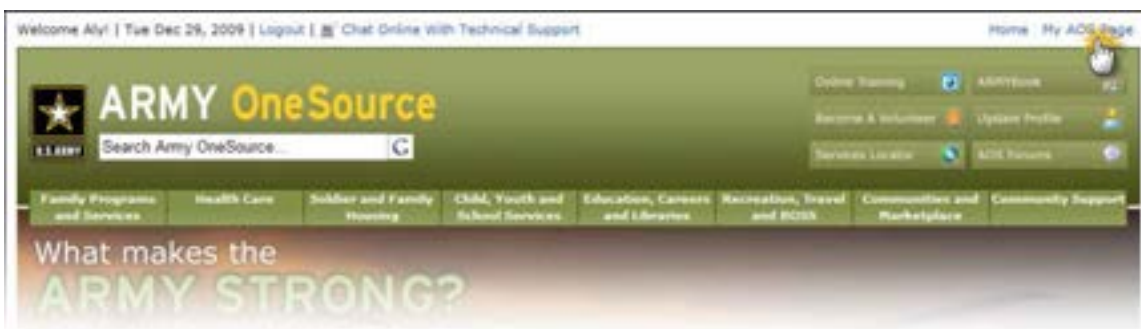 Welcome Aly! | Tue Dec 29, 2009 | Logout | Chat Online With Technical Support
Home My AOS Page
ARMY OneSource
U.S.ARMY
Search Army OneSource...
Online Training
ARMYBook
Become A Volunteer
Update Profile
Services Locator
AOS Forums
Family Programs and Services
Health Care
Soldier and Family Housing
Child, Youth and School Services
Education, Careers and Libraries
Recreation, Travel and BOSS
Communities and Marketplace
Community Support
What makes the
ARMY STRONG?